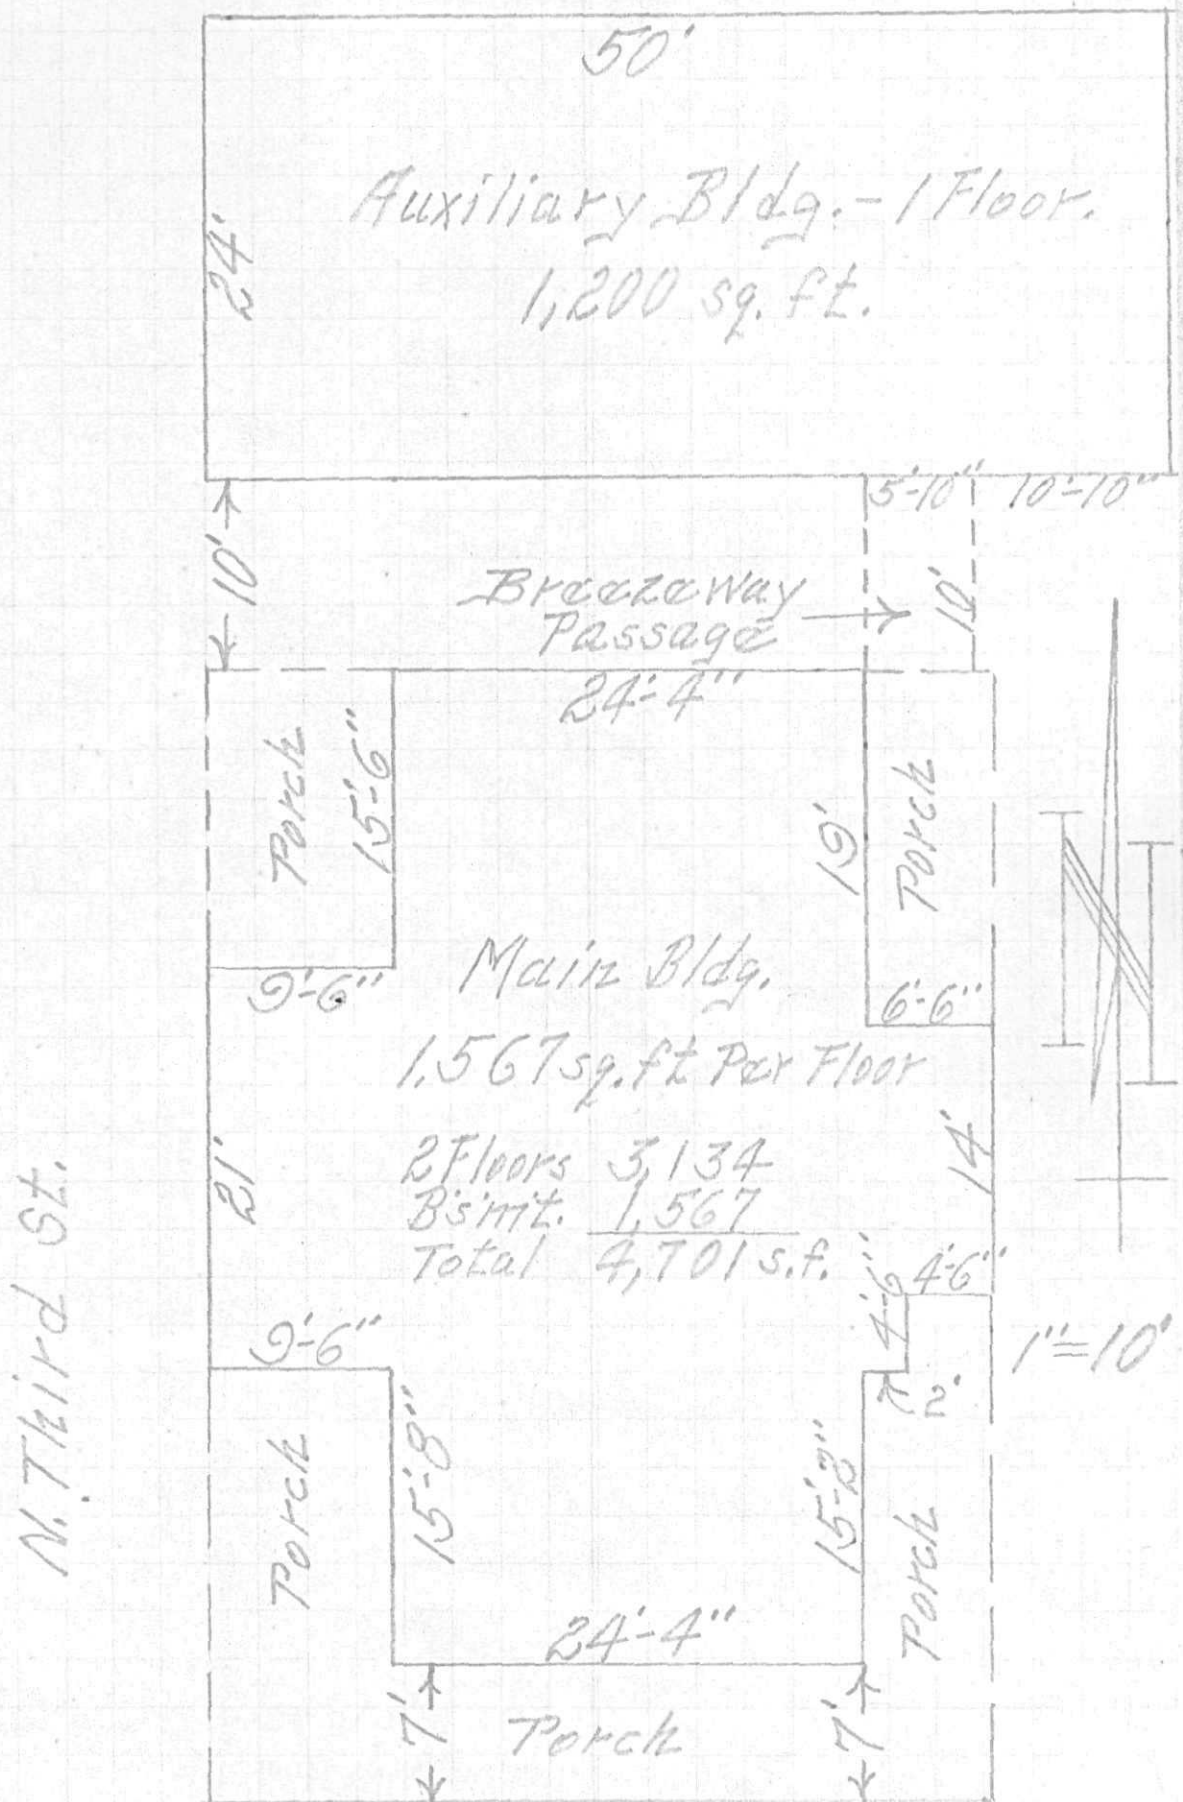 50'
Auxiliary Bldg. - 1 Floor.
24'
1,200 sq. ft.
5'-10"
10'-10"
10'
Breezeway
Passage
10'
24'-4"
Porch
15'-6"
19'
Porch
9'-6"
Main Bldg.
6'-6"
1,567 sq. ft Per Floor
21'
2 Floors 3,134
B'smt. 1,567
Total 4,701 s.f.
14'
4'-6"
4'-6"
N
N. Third St.
9'-6"
2'
1"=10'
Porch
15'-8"
Porch
24'-4"
7'
Porch
7'